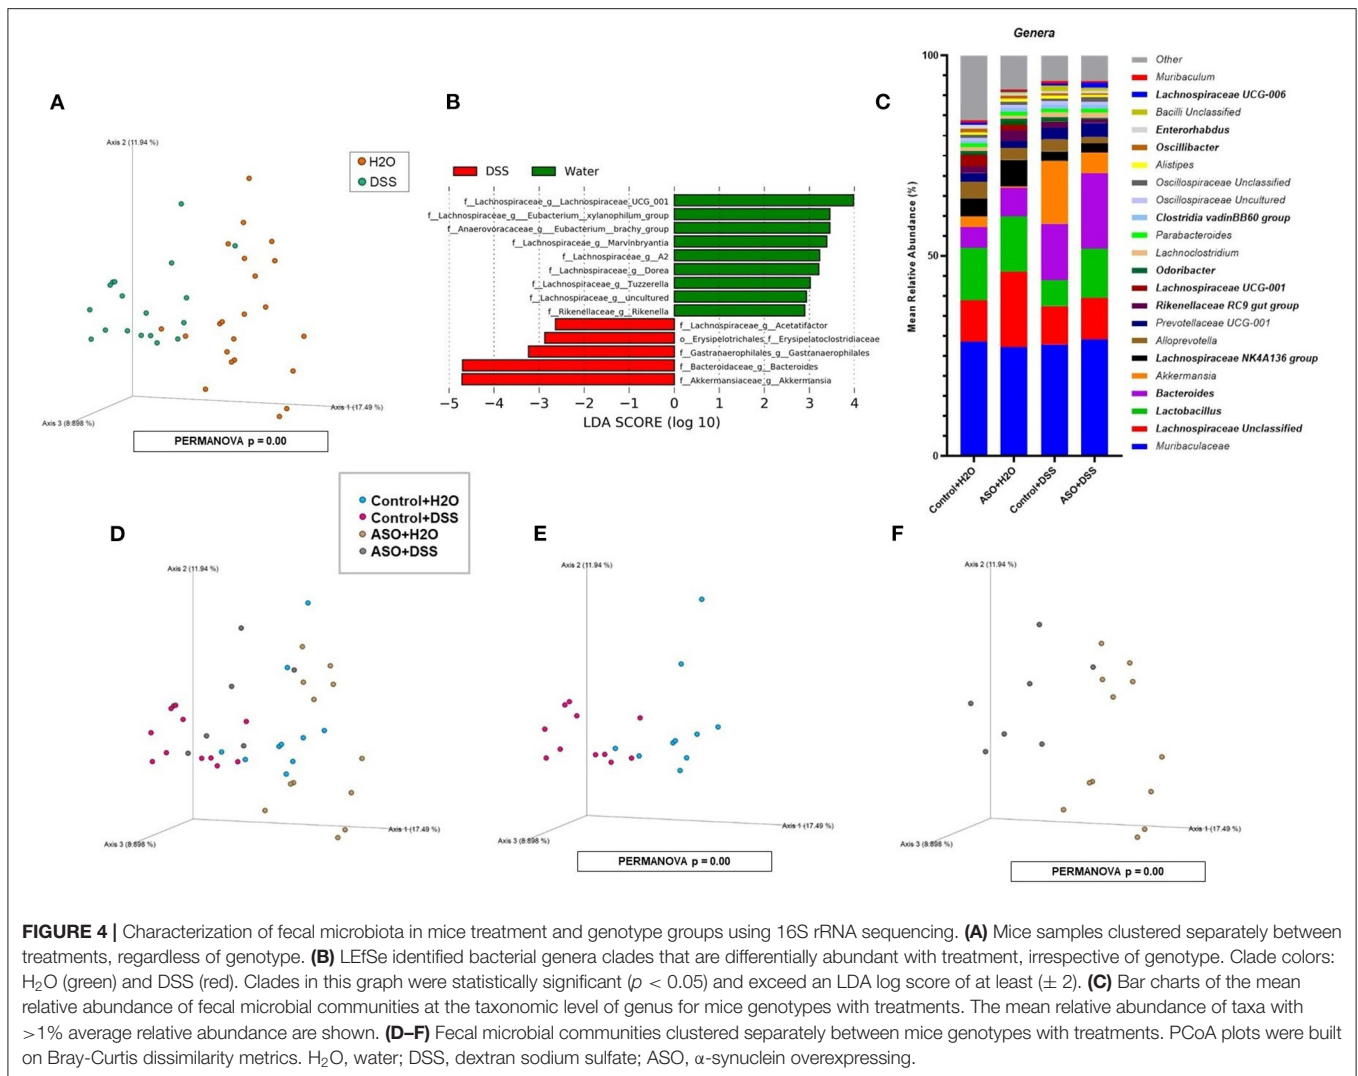 A
Axis 2 (11.94 %)
H2O
DSS
Axis 1 (17.49 %)
Axis 3 (8.898 %)
PERMANOVA p = 0.00
B
DSS
Water
f__Lachnospiraceae_g__Lachnospiraceae_UCG_001
f__Lachnospiraceae_g___Eubacterium__xylanophilum_group
f__Anaerovoracaceae_g___Eubacterium_brachy_group
f__Lachnospiraceae_g__Marvinbryantia
f__Lachnospiraceae_g__A2
f__Lachnospiraceae_g__Dorea
f__Lachnospiraceae_g__Tuzzerella
f__Lachnospiraceae_g__uncultured
f__Rikenellaceae_g__Rikenella
f__Lachnospiraceae_g__Acetatifactor
o__Erysipelotrichales_f__Erysipelatoclostridiaceae
f__Gastranaerophilales_g__Gastranaerophilales
f__Bacteroidaceae_g__Bacteroides
f__Akkermansiaceae_g__Akkermansia
−5 −4 −3 −2 −1 0 1 2 3 4
LDA SCORE (log 10)
C
Genera
Mean Relative Abundance (%)
100
50
0
Control+H2O
ASO+H2O
Control+DSS
ASO+DSS
Other
Muribaculum
Lachnospiraceae UCG-006
Bacilli Unclassified
Enterorhabdus
Oscillibacter
Alistipes
Oscillospiraceae Unclassified
Oscillospiraceae Uncultured
Clostridia vadinBB60 group
Parabacteroides
Lachnoclostridium
Odoribacter
Lachnospiraceae UCG-001
Rikenellaceae RC9 gut group
Prevotellaceae UCG-001
Alloprevotella
Lachnospiraceae NK4A136 group
Akkermansia
Bacteroides
Lactobacillus
Lachnospiraceae Unclassified
Muribaculaceae
D
Control+H2O
Control+DSS
ASO+H2O
ASO+DSS
Axis 2 (11.94 %)
Axis 1 (17.49 %)
Axis 3 (8.898 %)
E
Axis 2 (11.94 %)
Axis 1 (17.49 %)
Axis 3 (8.898 %)
PERMANOVA p = 0.00
F
Axis 2 (11.94 %)
Axis 1 (17.49 %)
Axis 3 (8.898 %)
PERMANOVA p = 0.00
FIGURE 4 | Characterization of fecal microbiota in mice treatment and genotype groups using 16S rRNA sequencing. (A) Mice samples clustered separately between
treatments, regardless of genotype. (B) LEfSe identified bacterial genera clades that are differentially abundant with treatment, irrespective of genotype. Clade colors:
H₂O (green) and DSS (red). Clades in this graph were statistically significant (p < 0.05) and exceed an LDA log score of at least (± 2). (C) Bar charts of the mean
relative abundance of fecal microbial communities at the taxonomic level of genus for mice genotypes with treatments. The mean relative abundance of taxa with
>1% average relative abundance are shown. (D–F) Fecal microbial communities clustered separately between mice genotypes with treatments. PCoA plots were built
on Bray-Curtis dissimilarity metrics. H₂O, water; DSS, dextran sodium sulfate; ASO, α-synuclein overexpressing.